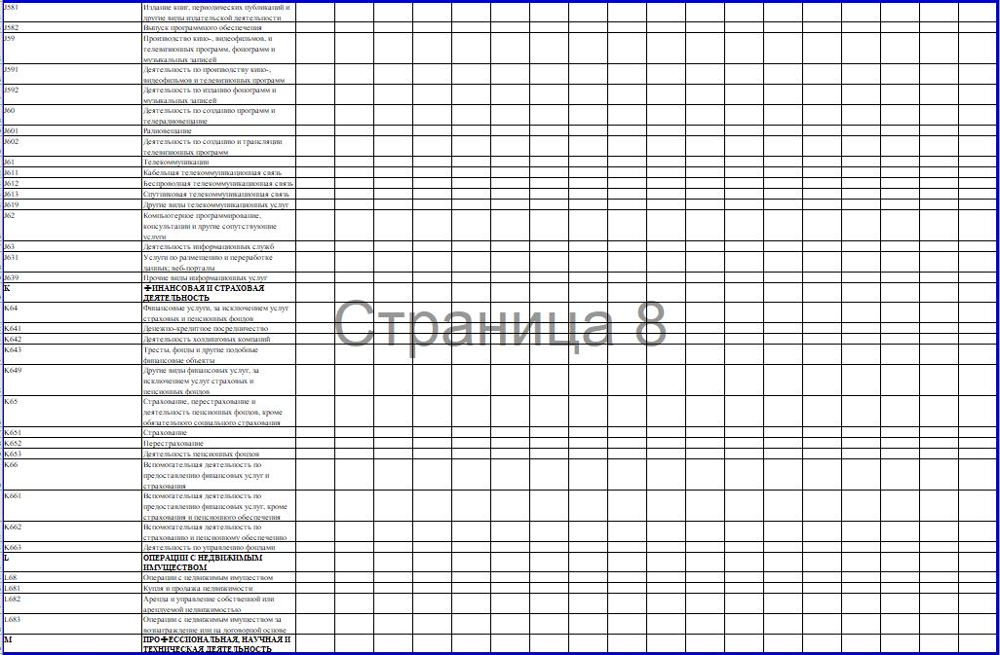 J581 Издание книг, периодических публикаций и
другие виды издательской деятельности
J582 Выпуск программного обеспечения
J59 Производство кино-, видеофильмов, и
телевизионных программ, фонограмм и
музыкальных записей
J591 Деятельность по производству кино-,
видеофильмов и телевизионных программ
J592 Деятельность по изданию фонограмм и
музыкальных записей
J60 Деятельность по созданию программ и
телерадиовещание
J601 Радиовещание
J602 Деятельность по созданию и трансляции
телевизионных программ
J61 Телекоммуникации
J611 Кабельная телекоммуникационная связь
J612 Беспроводная телекоммуникационная связь
J613 Спутниковая телекоммуникационная связь
J619 Другие виды телекоммуникационных услуг
J62 Компьютерное программирование,
консультации и другие сопутствующие
услуги
J63 Деятельность информационных служб
J631 Услуги по размещению и переработке
данных; веб-порталы
J639 Прочие виды информационных услуг
K ФИНАНСОВАЯ И СТРАХОВАЯ
ДЕЯТЕЛЬНОСТЬ
K64 Финансовые услуги, за исключением услуг
страховых и пенсионных фондов
K641 Денежно-кредитное посредничество
K642 Деятельность холдинговых компаний
K643 Тресты, фонды и другие подобные
финансовые объекты
K649 Другие виды финансовых услуг, за
исключением услуг страховых и
пенсионных фондов
K65 Страхование, перестрахование и
деятельность пенсионных фондов, кроме
обязательного социального страхования
K651 Страхование
K652 Перестрахование
K653 Деятельность пенсионных фондов
K66 Вспомогательная деятельность по
предоставлению финансовых услуг и
страхования
K661 Вспомогательная деятельность по
предоставлению финансовых услуг, кроме
страхования и пенсионного обеспечения
K662 Вспомогательная деятельность по
страхованию и пенсионному обеспечению
K663 Деятельность по управлению фондами
L ОПЕРАЦИИ С НЕДВИЖИМЫМ
ИМУЩЕСТВОМ
L68 Операции с недвижимым имуществом
L681 Купля и продажа недвижимости
L682 Аренда и управление собственной или
арендуемой недвижимостью
L683 Операции с недвижимым имуществом за
вознаграждение или на договорной основе
M ПРОФЕССИОНАЛЬНАЯ, НАУЧНАЯ И
ТЕХНИЧЕСКАЯ ДЕЯТЕЛЬНОСТЬ
Страница 8